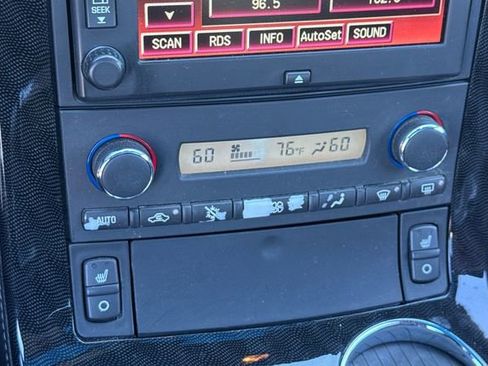 SEEK
96.5
SCAN RDS INFO AutoSet SOUND
60 76°F 60
AUTO